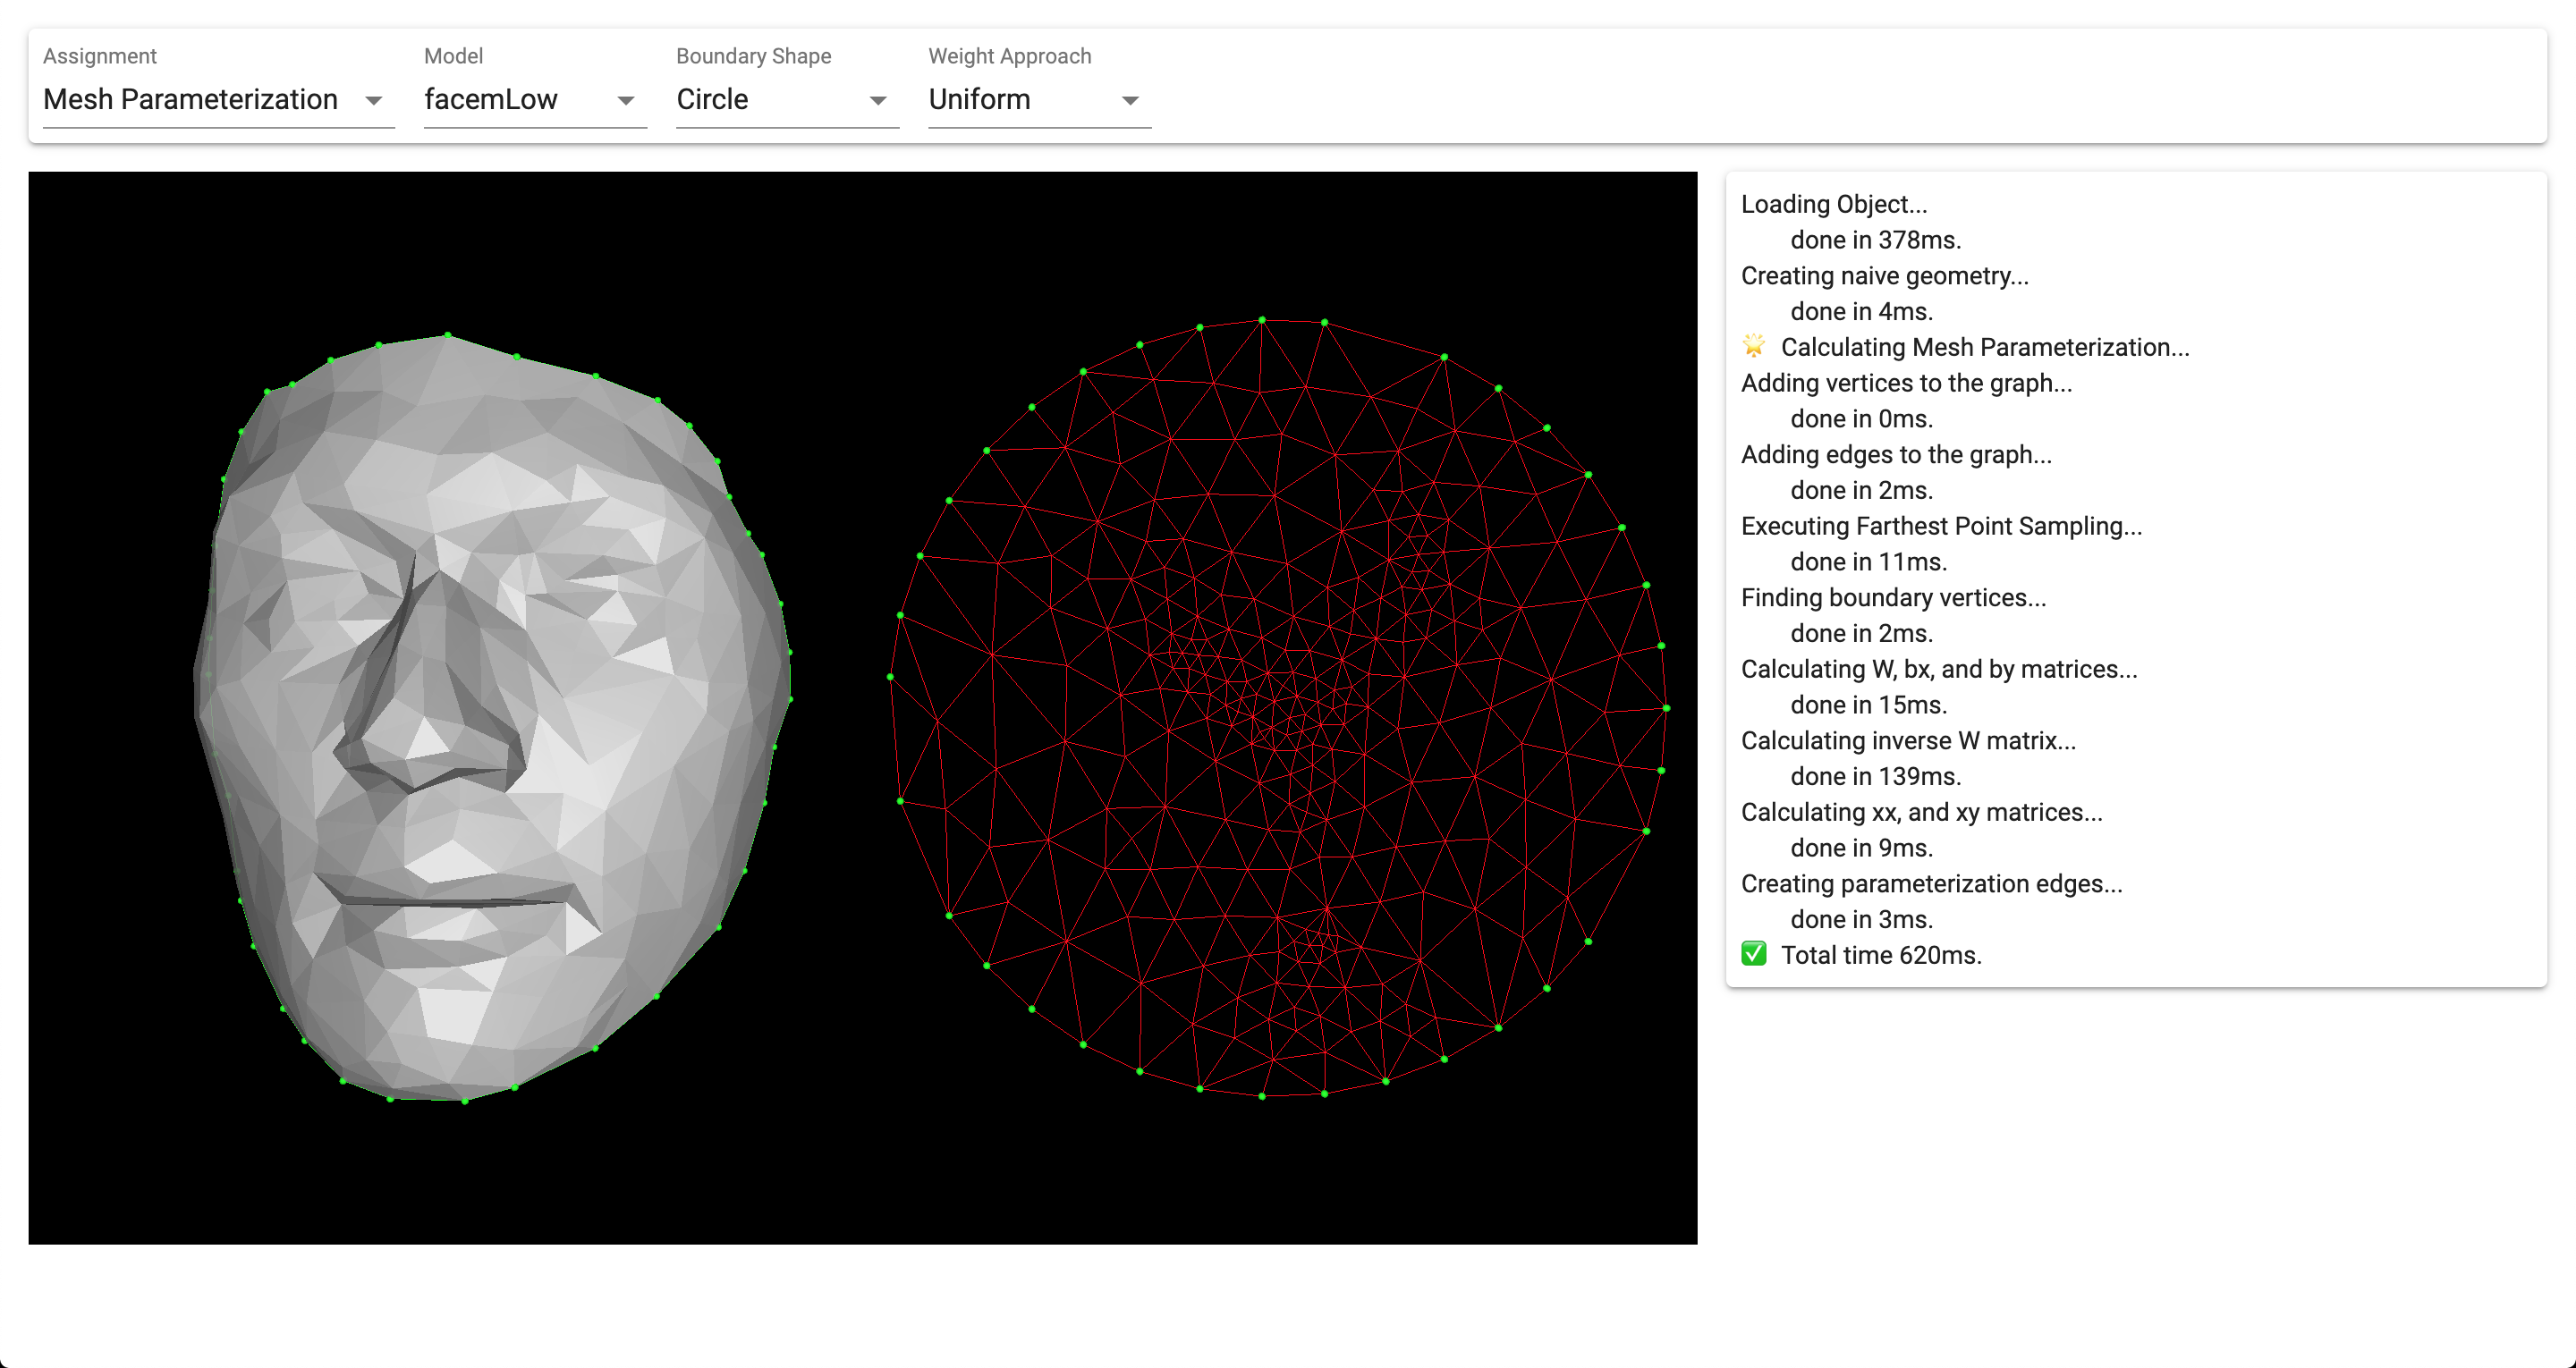 Assignment Model Boundary Shape Weight Approach
Mesh Parameterization facemLow Circle Uniform
Loading Object...
done in 378ms.
Creating naive geometry...
done in 4ms.
🌟 Calculating Mesh Parameterization...
Adding vertices to the graph...
done in 0ms.
Adding edges to the graph...
done in 2ms.
Executing Farthest Point Sampling...
done in 11ms.
Finding boundary vertices...
done in 2ms.
Calculating W, bx, and by matrices...
done in 15ms.
Calculating inverse W matrix...
done in 139ms.
Calculating xx, and xy matrices...
done in 9ms.
Creating parameterization edges...
done in 3ms.
✅ Total time 620ms.